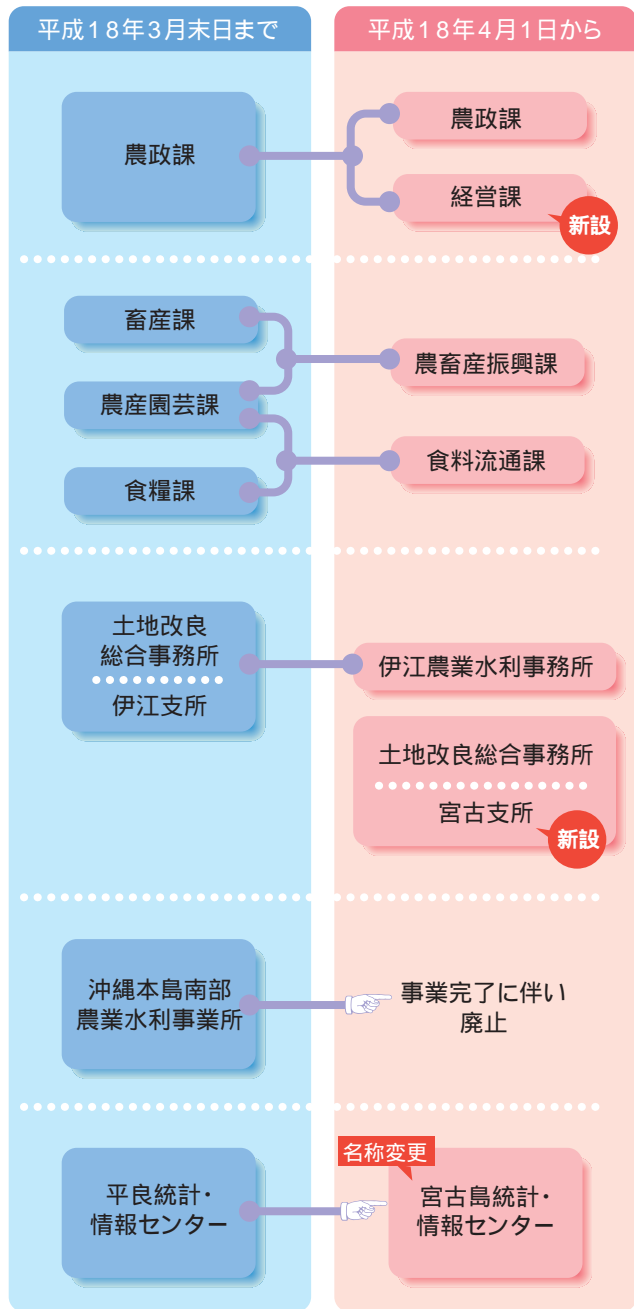 平成18年3月末日まで
平成18年4月1日から
農政課
農政課
経営課
新設
畜産課
農産園芸課
食糧課
農畜産振興課
食料流通課
土地改良
総合事務所
伊江支所
伊江農業水利事務所
土地改良総合事務所
宮古支所
新設
沖縄本島南部
農業水利事業所
事業完了に伴い
廃止
平良統計・
情報センター
名称変更
宮古島統計・
情報センター